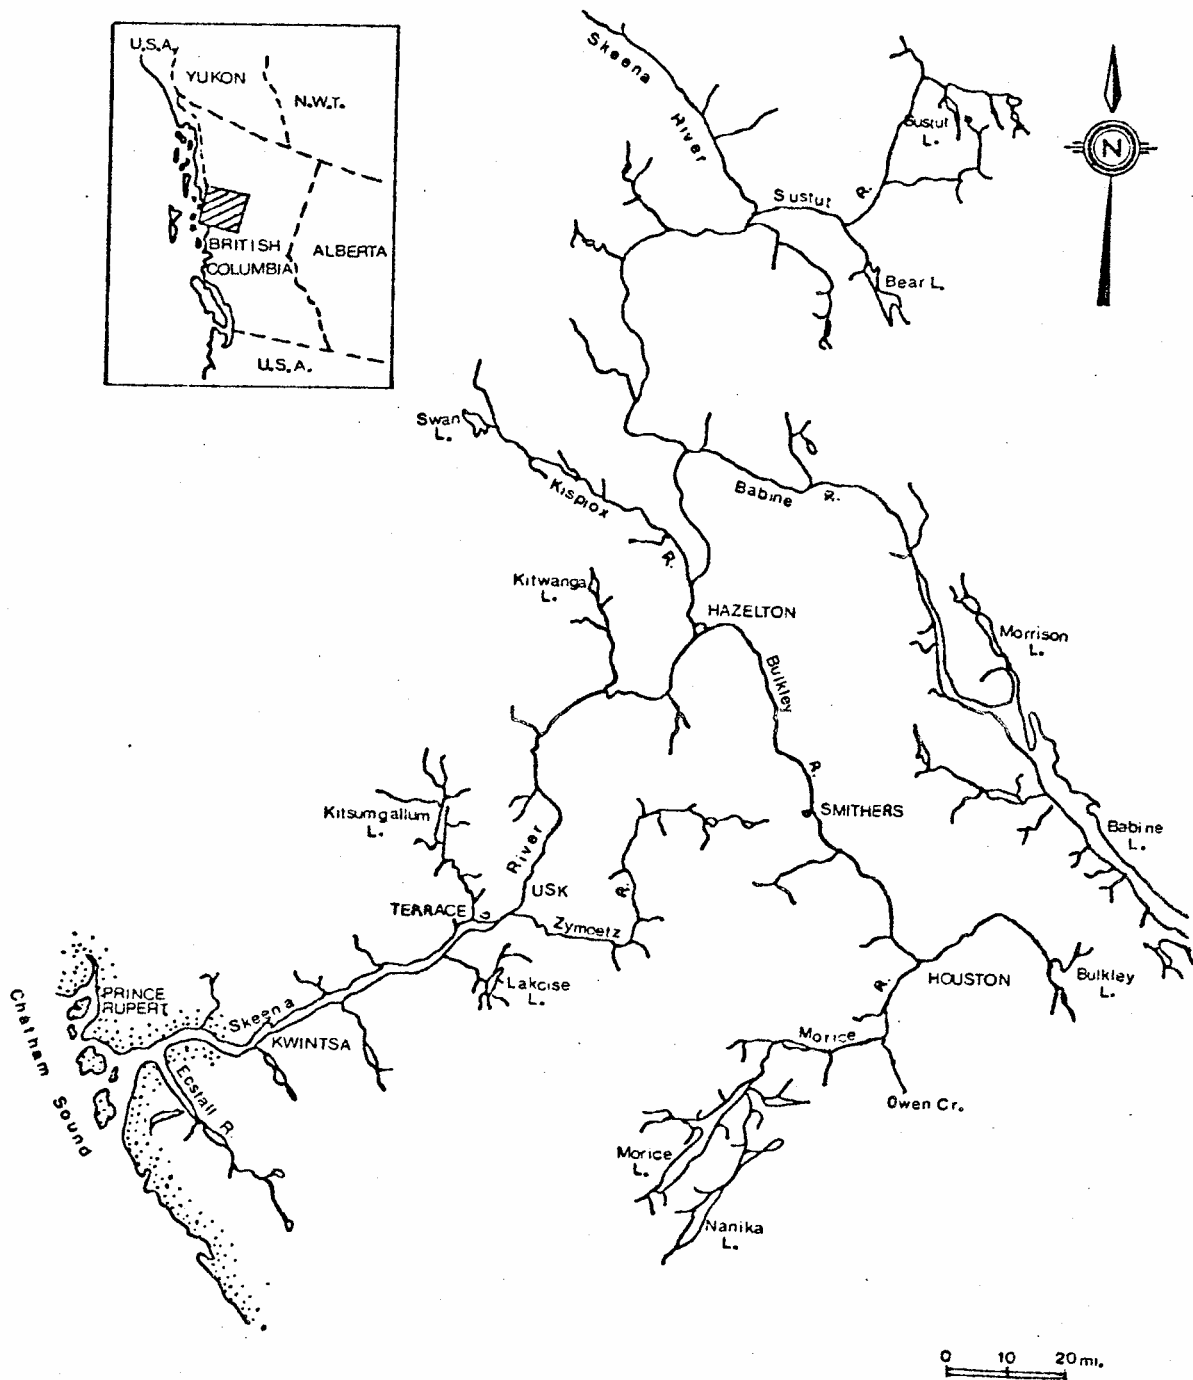 U.S.A.
YUKON
N.W.T.
BRITISH
COLUMBIA
ALBERTA
U.S.A.
Skeena
River
Sustut
L.
N
Sustut
R.
Bear L.
Swan
L.
Kispiox
R.
Babine
R.
Kitwanga
L.
HAZELTON
Morrison
L.
Bulkley
R.
Kitsumgallum
L.
SMITHERS
Babine
L.
River
USK
R.
TERRACE
Zymoetz
Lakcise
L.
HOUSTON
Bulkley
L.
PRINCE
RUPERT
Skeena
KWINTSA
R.
Morice
Chatham Sound
Ecstall R.
Owen Cr.
Morice
L.
Nanika
L.
0 10 20 mi.